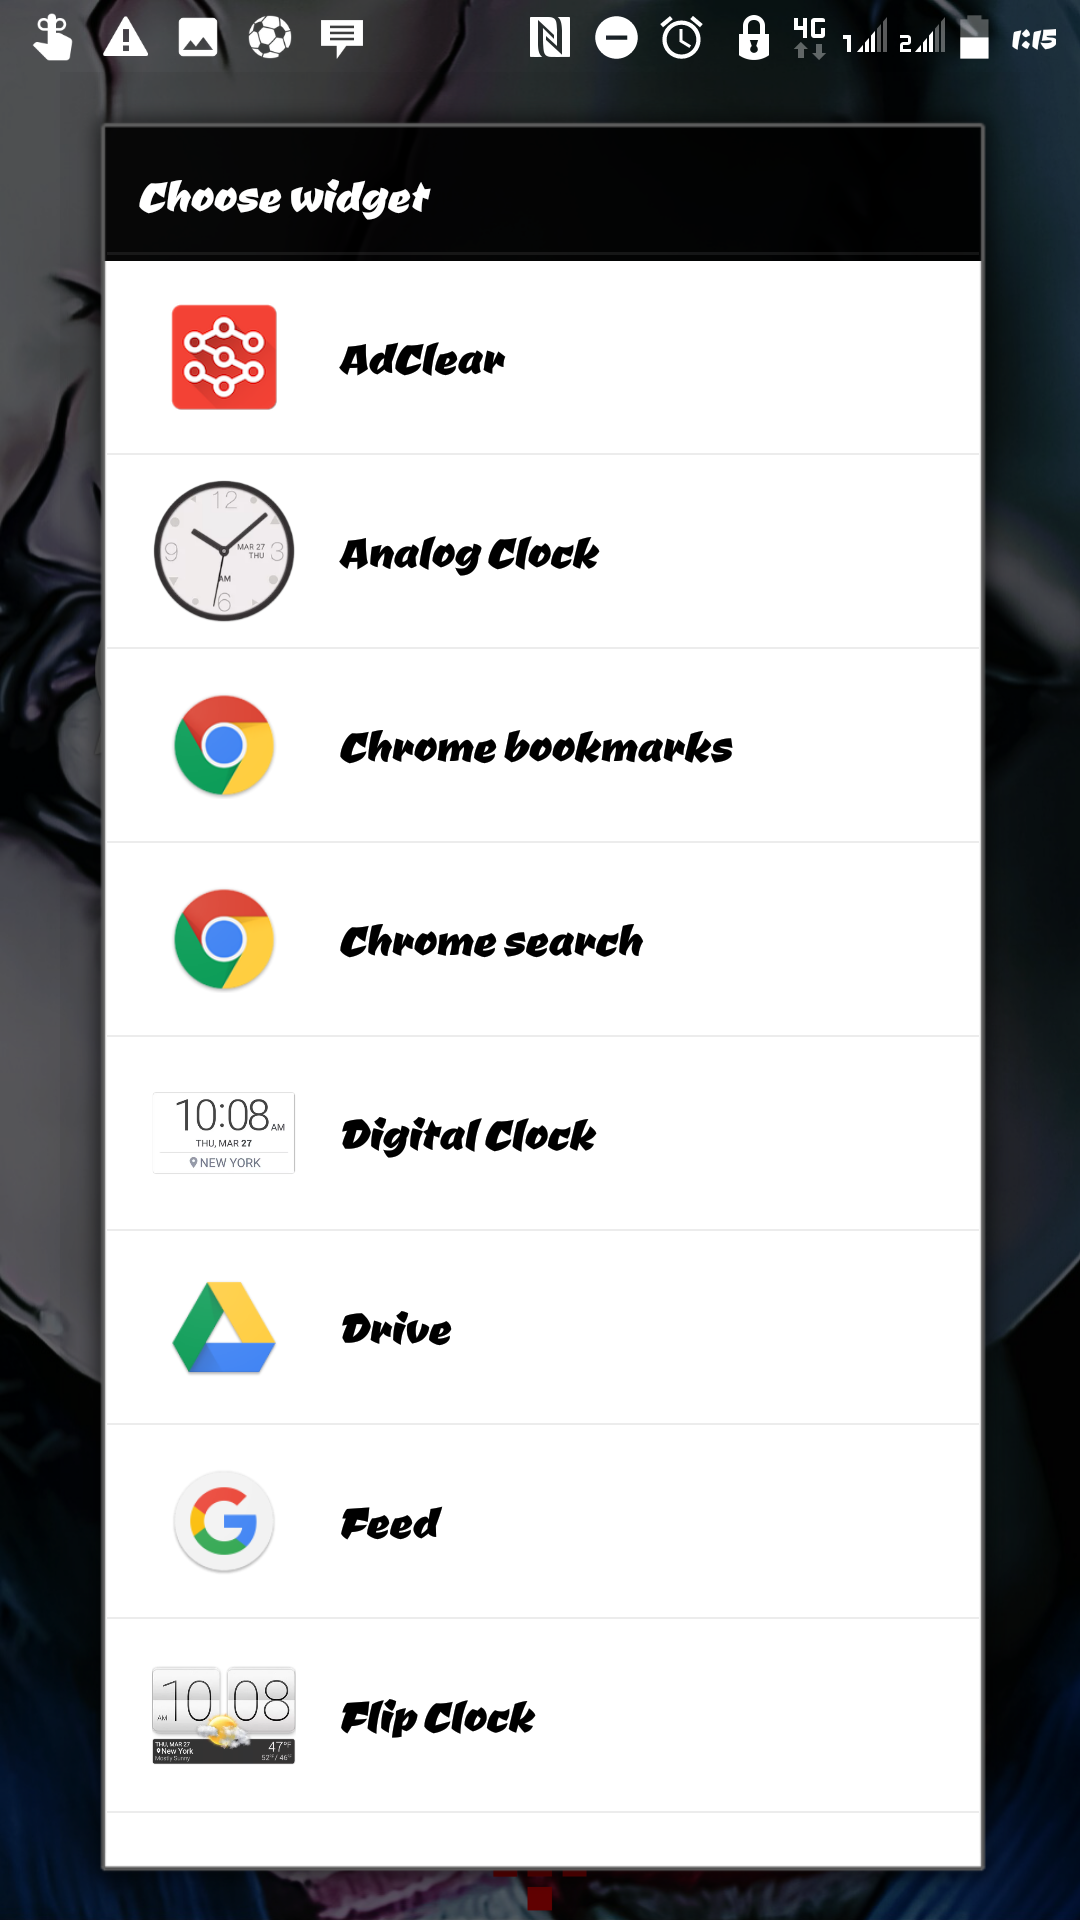 4G 1 2 1:15
Choose widget
AdClear
12
9 MAR 27 3
THU
AM
6
Analog Clock
Chrome bookmarks
Chrome search
10:08 AM
THU, MAR 27
NEW YORK
Digital Clock
Drive
G
Feed
10 08
AM
THU, MAR 27
New York
Mostly Sunny
47°F
52° / 46°
Flip Clock